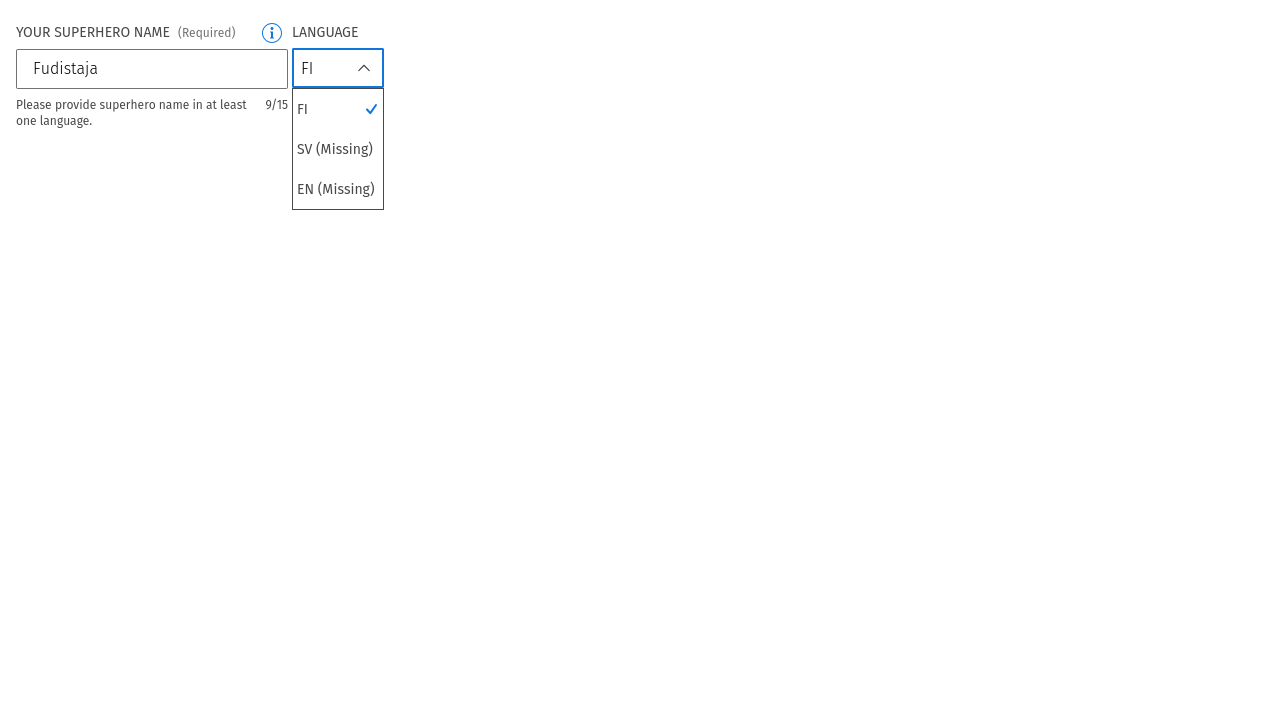 YOUR SUPERHERO NAME (Required)
LANGUAGE
Fudistaja
FI
Please provide superhero name in at least
one language.
9/15
FI
SV (Missing)
EN (Missing)